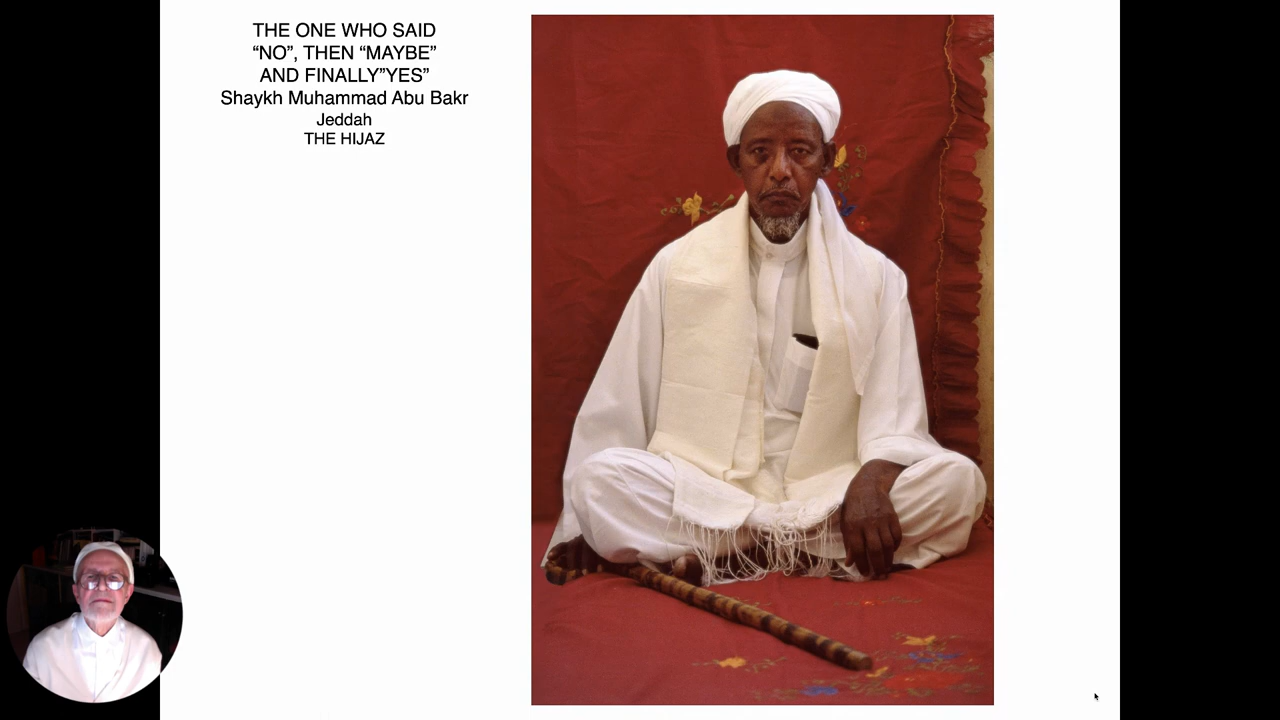 THE ONE WHO SAID
“NO”, THEN “MAYBE”
AND FINALLY”YES”
Shaykh Muhammad Abu Bakr
Jeddah
THE HIJAZ